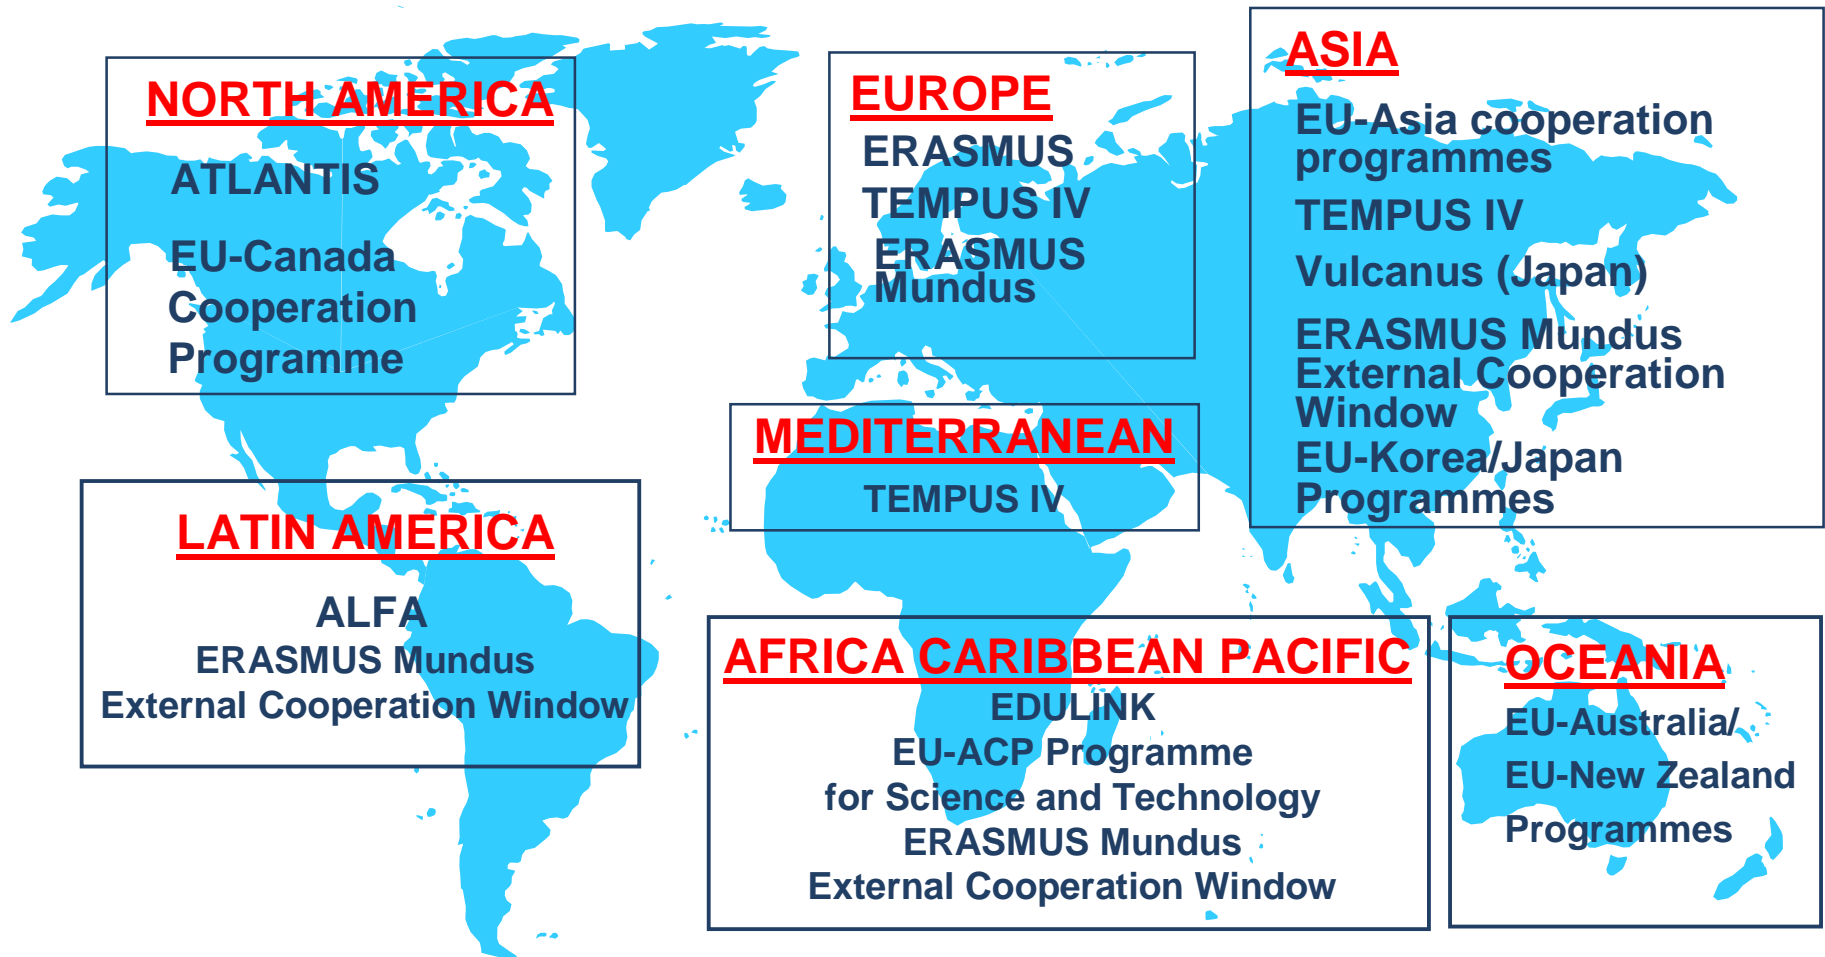 NORTH AMERICA
ATLANTIS
EU-Canada
Cooperation
Programme
EUROPE
ERASMUS
TEMPUS IV
ERASMUS
Mundus
ASIA
EU-Asia cooperation
programmes
TEMPUS IV
Vulcanus (Japan)
ERASMUS Mundus
External Cooperation
Window
EU-Korea/Japan
Programmes
MEDITERRANEAN
TEMPUS IV
LATIN AMERICA
ALFA
ERASMUS Mundus
External Cooperation Window
AFRICA CARIBBEAN PACIFIC
EDULINK
EU-ACP Programme
for Science and Technology
ERASMUS Mundus
External Cooperation Window
OCEANIA
EU-Australia/
EU-New Zealand
Programmes